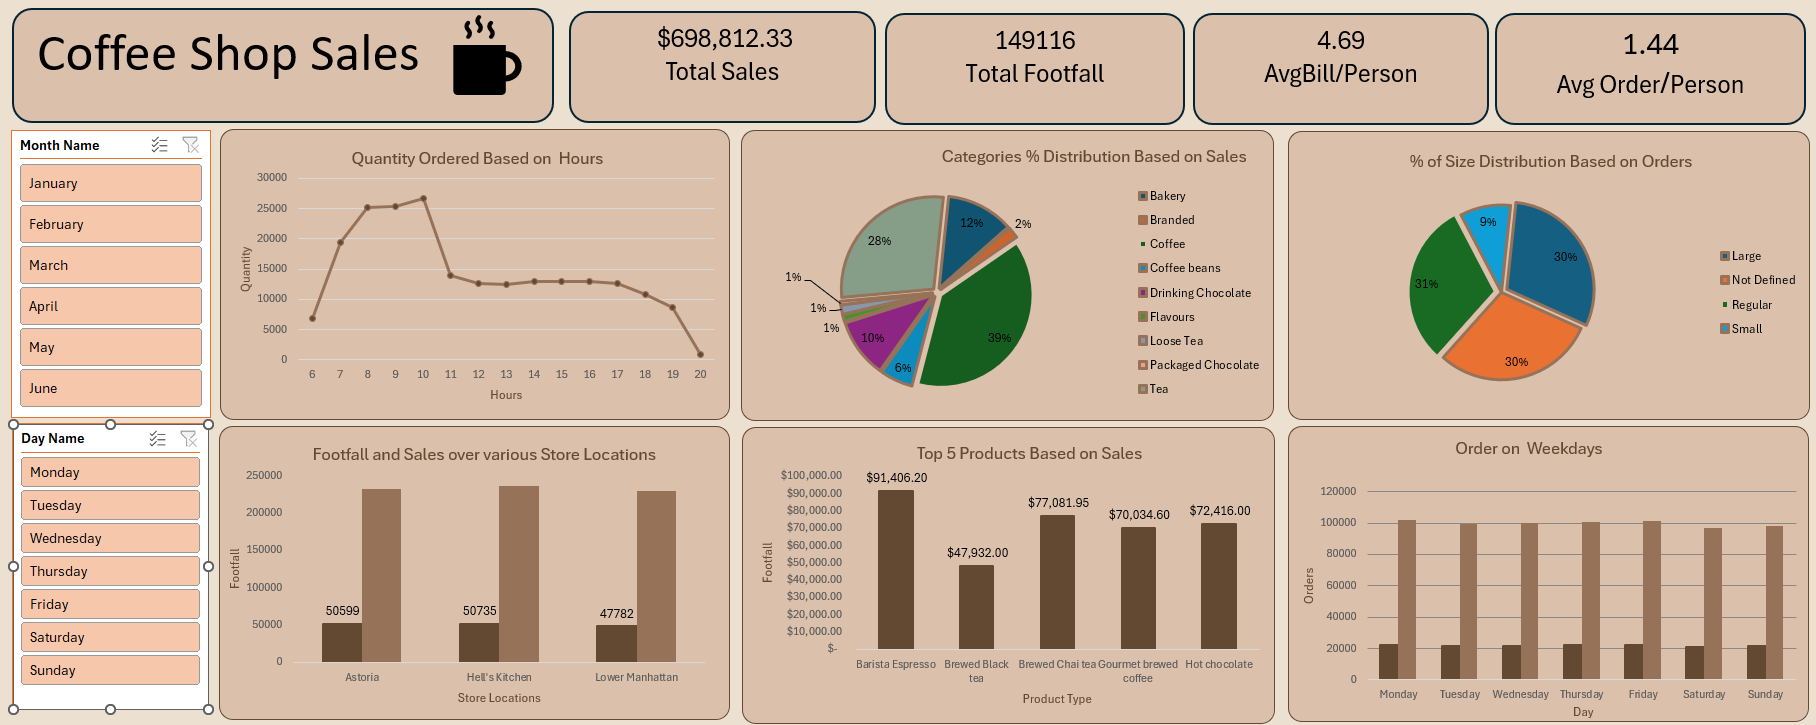 Coffee Shop Sales
$698,812.33
Total Sales
149116
Total Footfall
4.69
AvgBill/Person
1.44
Avg Order/Person
Month Name
January
February
March
April
May
June
Day Name
Monday
Tuesday
Wednesday
Thursday
Friday
Saturday
Sunday
Quantity Ordered Based on Hours
30000
25000
20000
15000
10000
5000
0
Quantity
6 7 8 9 10 11 12 13 14 15 16 17 18 19 20
Hours
Categories % Distribution Based on Sales
12%
2%
39%
6%
10%
1%
1%
1%
28%
Bakery
Branded
Coffee
Coffee beans
Drinking Chocolate
Flavours
Loose Tea
Packaged Chocolate
Tea
% of Size Distribution Based on Orders
30%
30%
31%
9%
Large
Not Defined
Regular
Small
Footfall and Sales over various Store Locations
250000
200000
150000
100000
50000
0
Footfall
50599
50735
47782
Astoria Hell's Kitchen Lower Manhattan
Store Locations
Top 5 Products Based on Sales
$100,000.00
$90,000.00
$80,000.00
$70,000.00
$60,000.00
$50,000.00
$40,000.00
$30,000.00
$20,000.00
$10,000.00
$-
Footfall
$91,406.20
$47,932.00
$77,081.95
$70,034.60
$72,416.00
Barista Espresso
Brewed Black
tea
Brewed Chai tea
Gourmet brewed
coffee
Hot chocolate
Product Type
Order on Weekdays
120000
100000
80000
60000
40000
20000
0
Orders
Monday Tuesday Wednesday Thursday Friday Saturday Sunday
Day